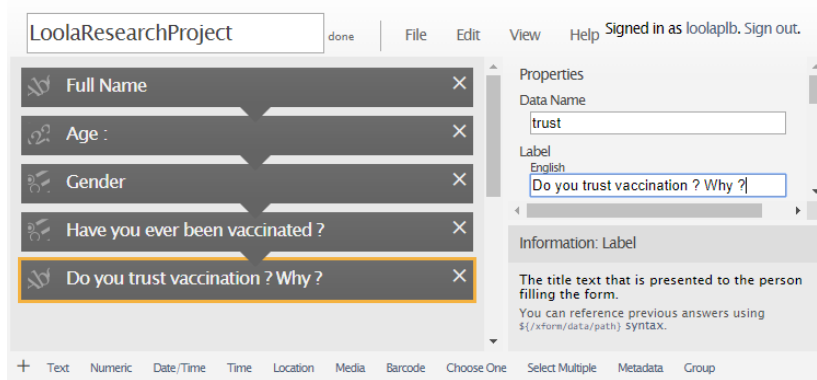 LoolaResearchProject done File Edit View Help Signed in as loolaplb. Sign out.
Full Name
Age :
Gender
Have you ever been vaccinated ?
Do you trust vaccination ? Why ?
Properties
Data Name
trust
Label
English
Do you trust vaccination ? Why ?
Information: Label
The title text that is presented to the person
filling the form.
You can reference previous answers using
${/xform/data/path} syntax.
+ Text Numeric Date/Time Time Location Media Barcode Choose One Select Multiple Metadata Group